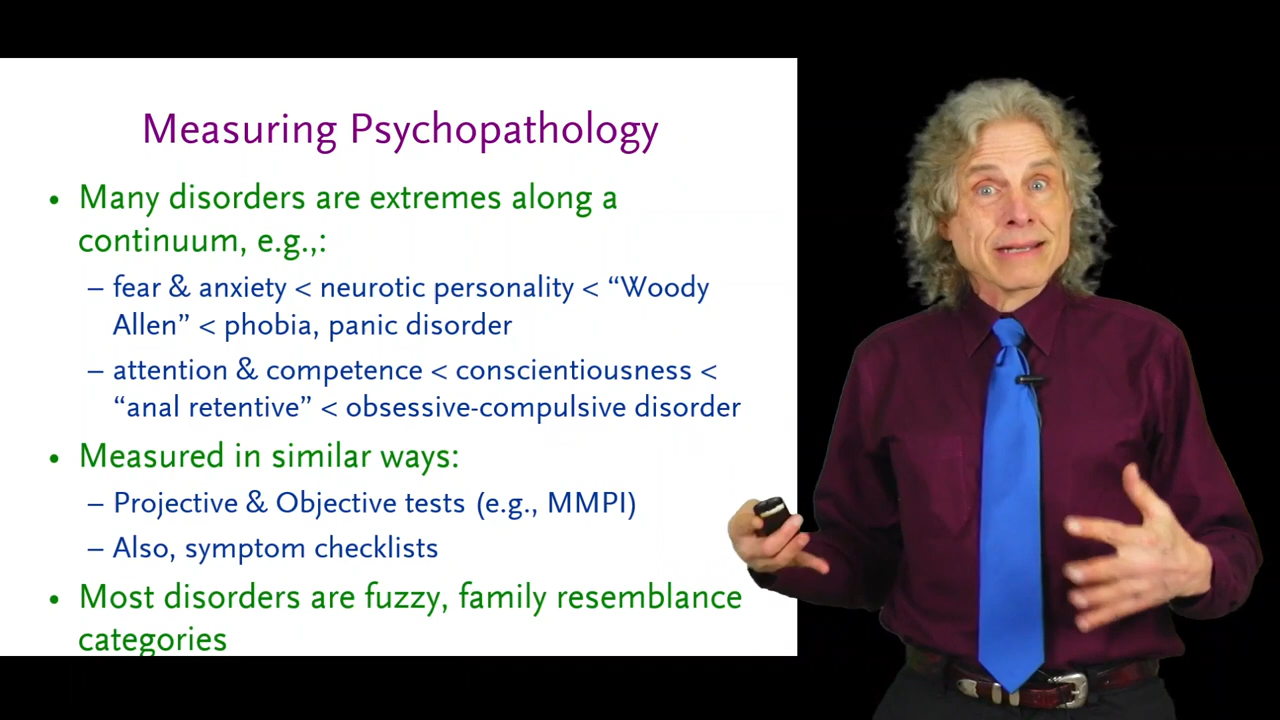 Measuring Psychopathology
• Many disorders are extremes along a
continuum, e.g.,:
– fear & anxiety < neurotic personality < “Woody
Allen” < phobia, panic disorder
– attention & competence < conscientiousness <
“anal retentive” < obsessive-compulsive disorder
• Measured in similar ways:
– Projective & Objective tests (e.g., MMPI)
– Also, symptom checklists
• Most disorders are fuzzy, family resemblance
categories